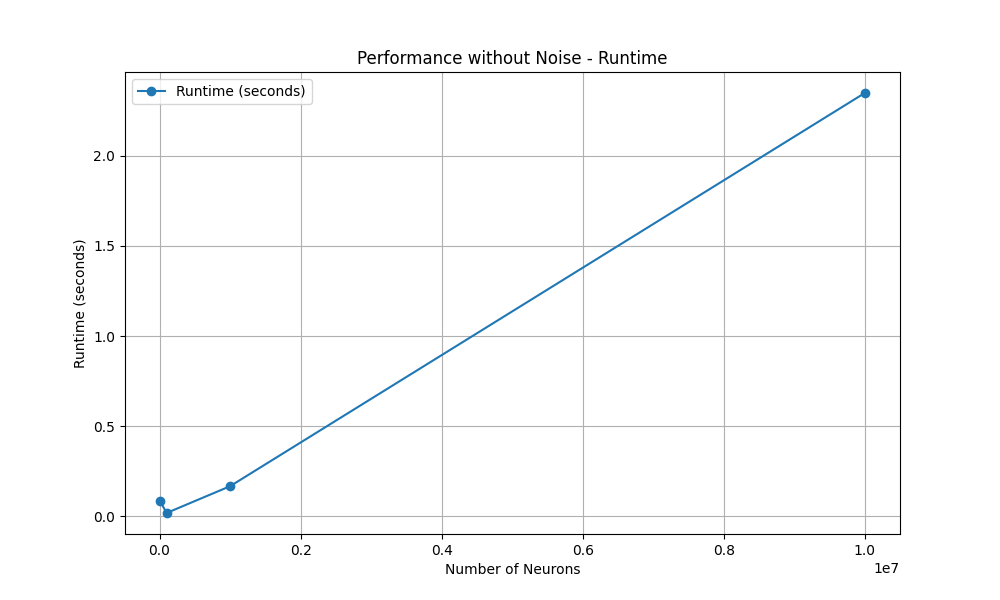 Performance without Noise - Runtime
Runtime (seconds)
2.0
1.5
1.0
0.5
0.0
Runtime (seconds)
0.0 0.2 0.4 0.6 0.8 1.0
1e7
Number of Neurons